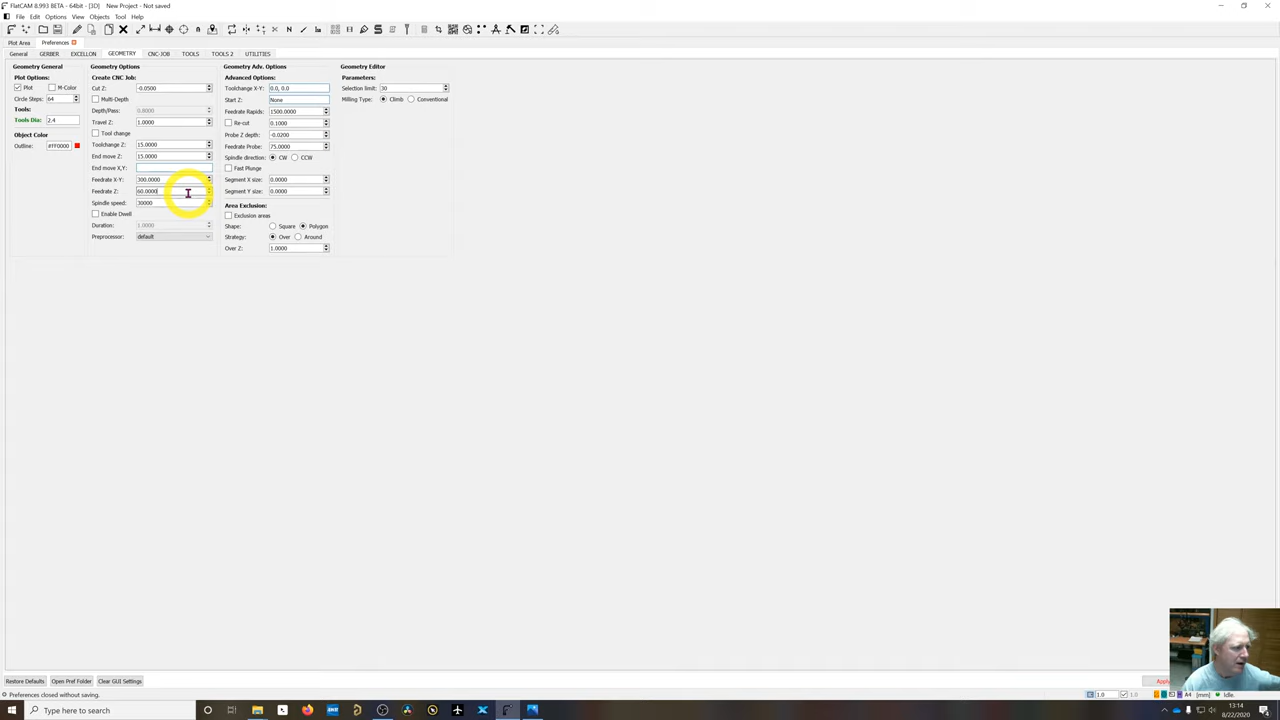 FlatCAM 8.993 BETA - 64bit - [3D] New Project - Not saved
File Edit Options View Objects Tool Help
Plot Area Preferences
General GERBER EXCELLON GEOMETRY CNC-JOB TOOLS TOOLS 2 UTILITIES
Geometry General
Plot Options:
Plot M-Color
Circle Steps: 64
Tools:
Tools Dia: 2.4
Object Color
Outline: #FF0000
Geometry Options
Create CNC Job:
Cut Z: -0.0500
Multi-Depth
Depth/Pass: 0.8000
Travel Z: 1.0000
Tool change
Toolchange Z: 15.0000
End move Z: 15.0000
End move X,Y:
Feedrate X-Y: 300.0000
Feedrate Z: 60.0000
Spindle speed: 30000
Enable Dwell
Duration: 1.0000
Preprocessor: default
Geometry Adv. Options
Advanced Options:
Toolchange X-Y: 0.0, 0.0
Start Z: None
Feedrate Rapids: 1500.0000
Re-cut 0.1000
Probe Z depth: -0.0200
Feedrate Probe: 75.0000
Spindle direction: CW CCW
Fast Plunge
Segment X size: 0.0000
Segment Y size: 0.0000
Area Exclusion:
Exclusion areas
Shape: Square Polygon
Strategy: Over Around
Over Z: 1.0000
Geometry Editor
Parameters:
Selection limit: 30
Milling Type: Climb Conventional
Restore Defaults Open Pref Folder Clear GUI Settings Apply
Preferences closed without saving. 1.0 1.0 A4 [mm] Idle.
Type here to search
13:14
8/22/2020